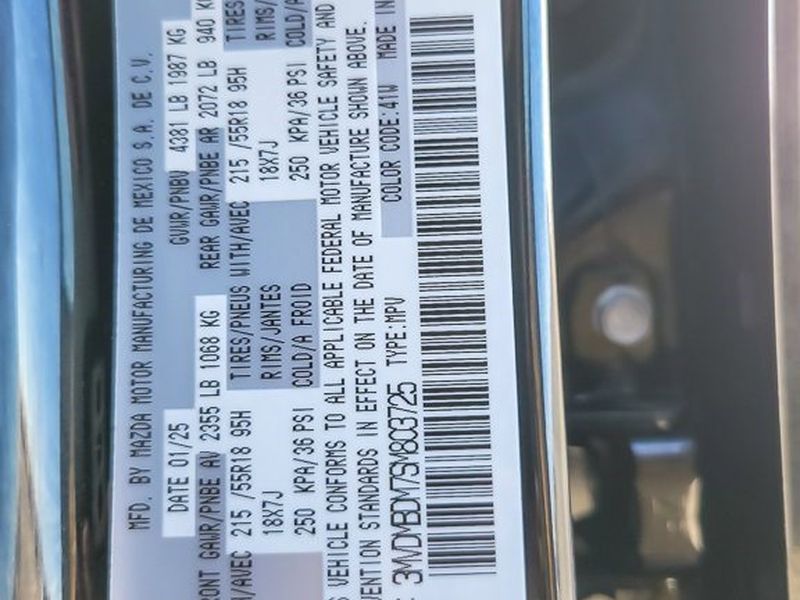 MFD. BY MAZDA MOTOR MANUFACTURING DE MEXICO S.A. DE C.V.
DATE 01/25 GVWR/PNBV 4381 LB 1987 KG
GAWR/PNBE AV 2355 LB 1068 KG REAR GAWR/PNBE AR 2072 LB 940
215 /55R18 95H TIRES/PNEUS WITH/AVEC 215 /55R18 95H TIRES
18X7J RIMS/JANTES 18X7J RIMS/
250 KPA/36 PSI COLD/A FROID 250 KPA/36 PSI COLD/A
VEHICLE CONFORMS TO ALL APPLICABLE FEDERAL MOTOR VEHICLE SAFETY AND
STANDARDS IN EFFECT ON THE DATE OF MANUFACTURE SHOWN ABOVE.
3MVDMBDM7SM803725 TYPE:MPV COLOR CODE:41W MADE IN